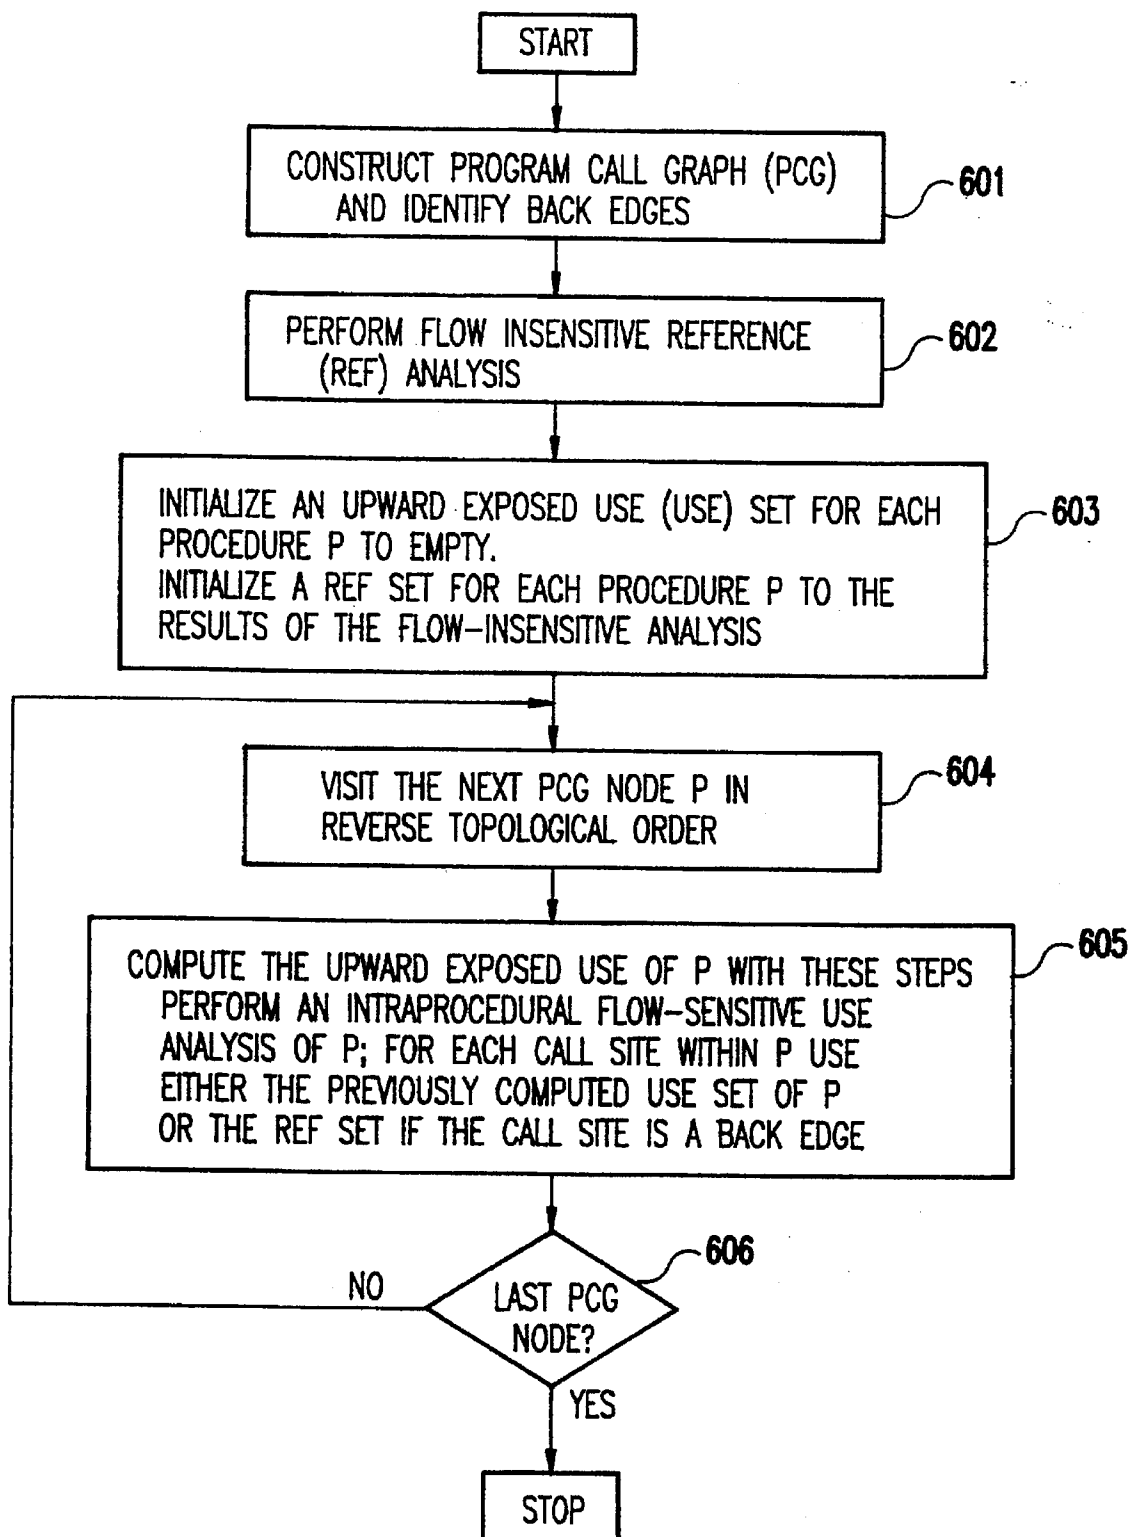 START
CONSTRUCT PROGRAM CALL GRAPH (PCG)
AND IDENTIFY BACK EDGES
601
PERFORM FLOW INSENSITIVE REFERENCE
(REF) ANALYSIS
602
INITIALIZE AN UPWARD EXPOSED USE (USE) SET FOR EACH
PROCEDURE P TO EMPTY.
INITIALIZE A REF SET FOR EACH PROCEDURE P TO THE
RESULTS OF THE FLOW-INSENSITIVE ANALYSIS
603
VISIT THE NEXT PCG NODE P IN
REVERSE TOPOLOGICAL ORDER
604
COMPUTE THE UPWARD EXPOSED USE OF P WITH THESE STEPS
PERFORM AN INTRAPROCEDURAL FLOW-SENSITIVE USE
ANALYSIS OF P; FOR EACH CALL SITE WITHIN P USE
EITHER THE PREVIOUSLY COMPUTED USE SET OF P
OR THE REF SET IF THE CALL SITE IS A BACK EDGE
605
606
NO
LAST PCG
NODE?
YES
STOP